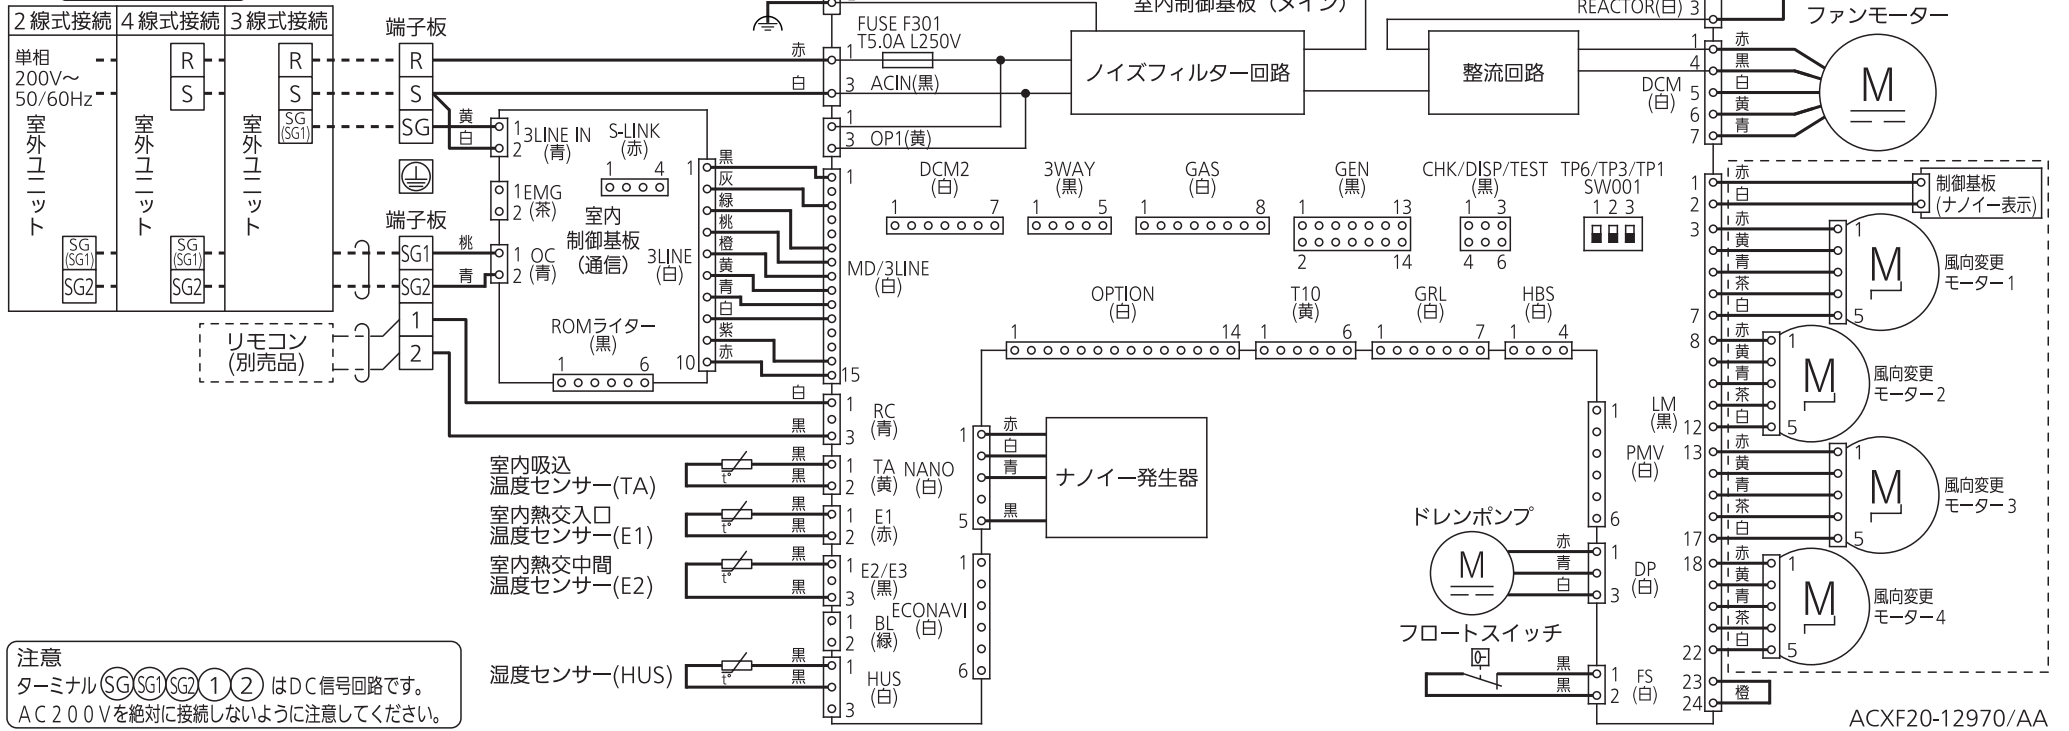 2線式接続
4線式接続
3線式接続
単相
200V～
50/60Hz
室外ユニット
SG
(SG1)
SG2
R
S
室外ユニット
SG
(SG1)
SG2
R
S
SG
(SG1)
室外ユニット
端子板
R
S
SG
端子板
SG1
SG2
1
2
リモコン
(別売品)
赤
白
黄
白
桃
青
1
2
3LINE IN
(青)
1
2
EMG
(茶)
1
2
OC
(青)
S-LINK
(赤)
1 4
室内
制御基板
(通信)
3LINE
(白)
1
10
ROMライター
(黒)
1 6
黒
灰
緑
桃
橙
黄
青
白
紫
赤
1
15
MD/3LINE
(白)
FUSE F301
T5.0A L250V
1
3
ACIN(黒)
1
3
OP1(黄)
室内制御基板（メイン）
ノイズフィルター回路
整流回路
REACTOR(白) 3
ファンモーター
M
1
4
5
6
7
DCM
(白)
赤
黒
白
黄
青
DCM2
(白)
1 7
3WAY
(黒)
1 5
GAS
(白)
1 8
GEN
(黒)
1 13
2 14
CHK/DISP/TEST
(黒)
1 3
4 6
TP6/TP3/TP1
SW001
1 2 3
OPTION
(白)
1 14
T10
(黄)
1 6
GRL
(白)
1 7
HBS
(白)
1 4
白
黒
1
3
RC
(青)
室内吸込
温度センサー(TA)
t°
黒
黒
1
2
TA
(黄)
室内熱交入口
温度センサー(E1)
t°
黒
黒
1
2
E1
(赤)
室内熱交中間
温度センサー(E2)
t°
黒
黒
1
3
E2/E3
(黒)
1
2
BL
(緑)
湿度センサー(HUS)
t°
黒
黒
1
3
HUS
(白)
NANO
(白)
1
5
赤
白
青
黒
ナノイー発生器
ECONAVI
(白)
1
6
PMV
(白)
1
6
ドレンポンプ
M
赤
青
白
1
3
DP
(白)
フロートスイッチ
黒
黒
1
2
FS
(白)
LM
(黒)
1
2
3
7
8
12
13
17
18
22
23
24
赤
白
制御基板
(ナノイー表示)
赤
黄
青
茶
白
1
5
M
風向変更
モーター1
赤
黄
青
茶
白
1
5
M
風向変更
モーター2
赤
黄
青
茶
白
1
5
M
風向変更
モーター3
赤
黄
青
茶
白
1
5
M
風向変更
モーター4
橙
注意
ターミナル SG SG1 SG2 1 2 はDC信号回路です。
AC200Vを絶対に接続しないように注意してください。
ACXF20-12970/AA